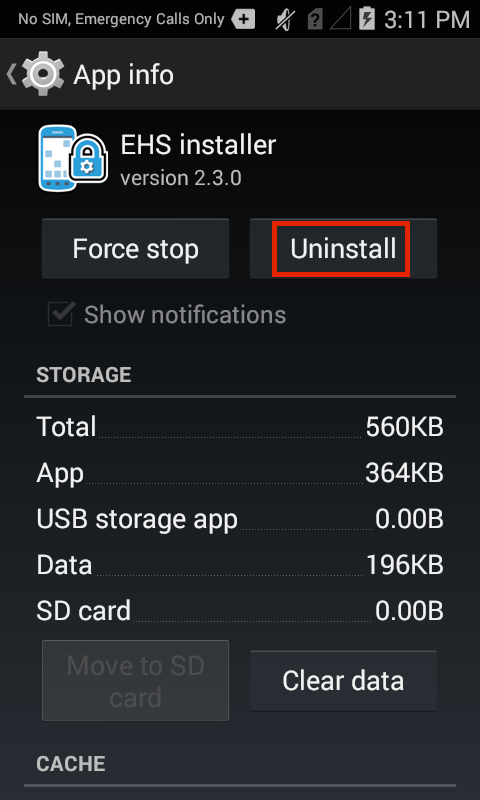 No SIM, Emergency Calls Only 3:11 PM
App info
EHS installer
version 2.3.0
Force stop Uninstall
Show notifications
STORAGE
Total 560KB
App 364KB
USB storage app 0.00B
Data 196KB
SD card 0.00B
Move to SD
card
Clear data
CACHE